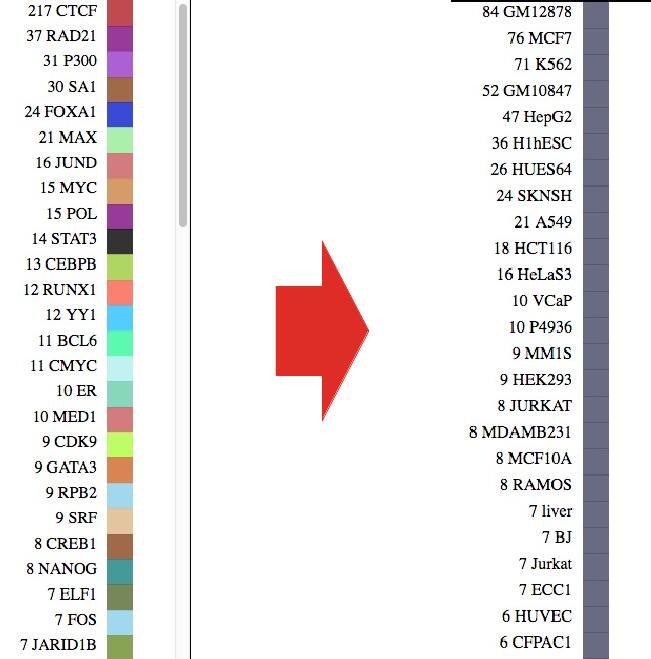 217 CTCF
37 RAD21
31 P300
30 SA1
24 FOXA1
21 MAX
16 JUND
15 MYC
15 POL
14 STAT3
13 CEBPB
12 RUNX1
12 YY1
11 BCL6
11 CMYC
10 ER
10 MED1
9 CDK9
9 GATA3
9 RPB2
9 SRF
8 CREB1
8 NANOG
7 ELF1
7 FOS
7 JARID1B
84 GM12878
76 MCF7
71 K562
52 GM10847
47 HepG2
36 H1hESC
26 HUES64
24 SKNSH
21 A549
18 HCT116
16 HeLaS3
10 VCaP
10 P4936
9 MM1S
9 HEK293
8 JURKAT
8 MDAMB231
8 MCF10A
8 RAMOS
7 liver
7 BJ
7 Jurkat
7 ECC1
6 HUVEC
6 CFPAC1